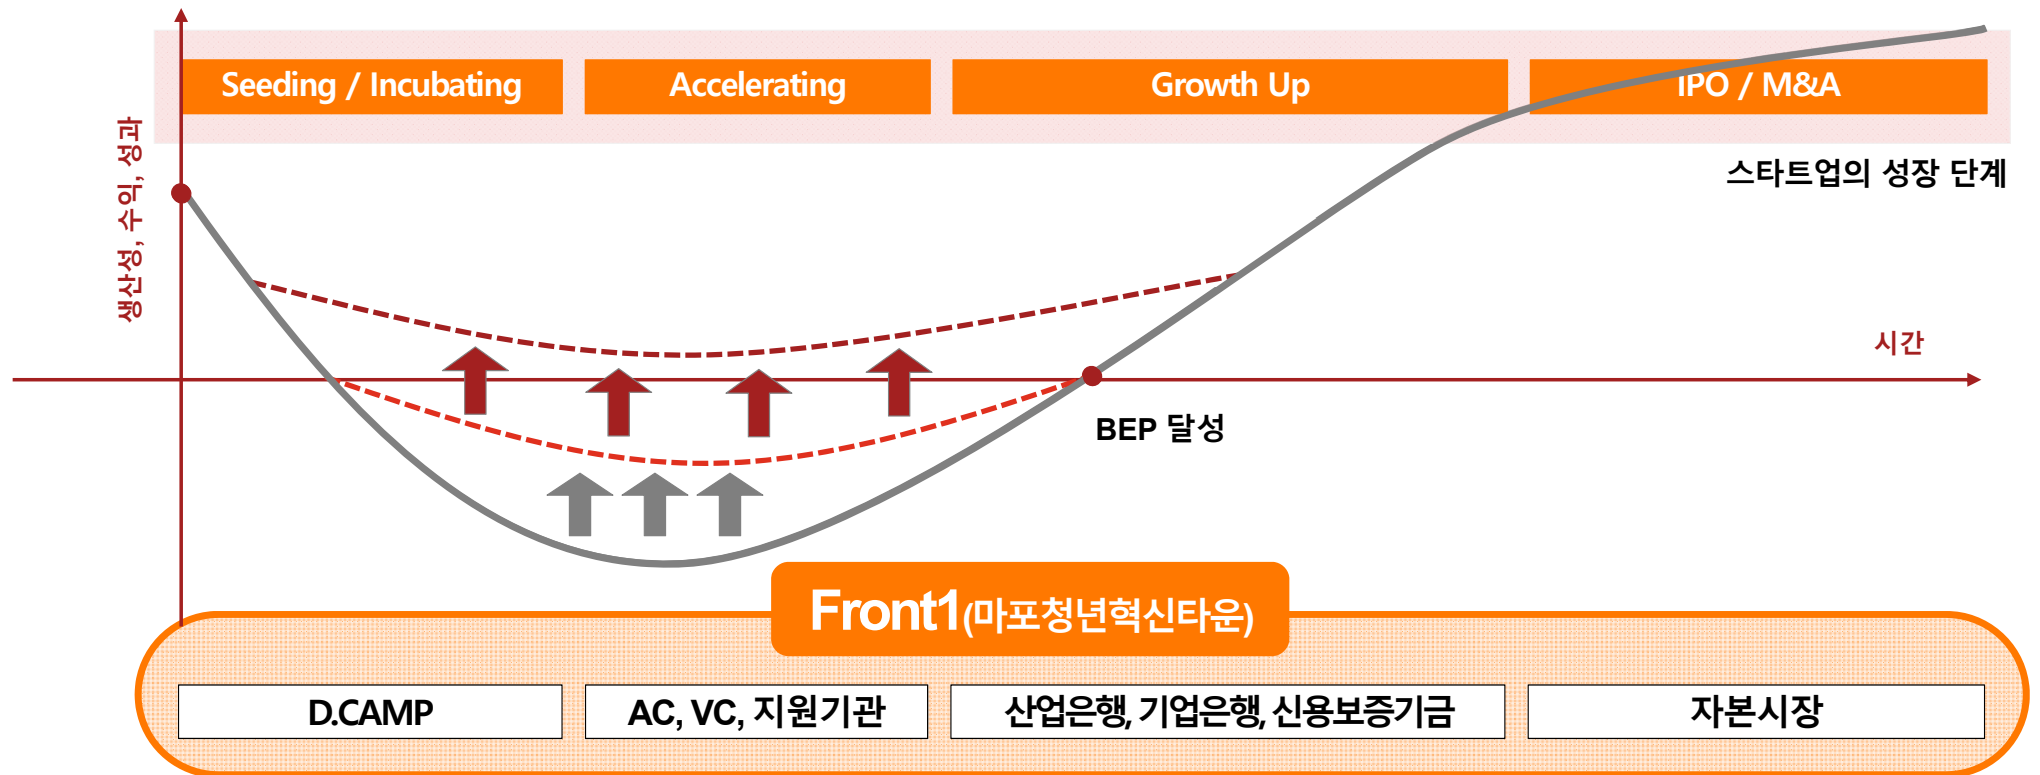 Seeding / Incubating
Accelerating
Growth Up
IPO / M&A
스타트업의 성장 단계
생산성, 수익, 성과
시간
BEP 달성
Front1(마포청년혁신타운)
D.CAMP
AC, VC, 지원기관
산업은행, 기업은행, 신용보증기금
자본시장